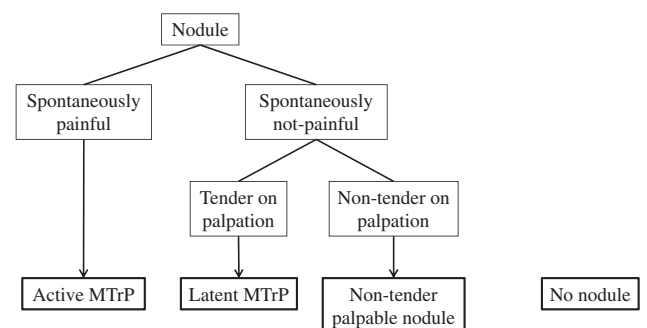 Nodule
Spontaneously
painful
Spontaneously
not-painful
Tender on
palpation
Non-tender on
palpation
Active MTrP
Latent MTrP
Non-tender
palpable nodule
No nodule